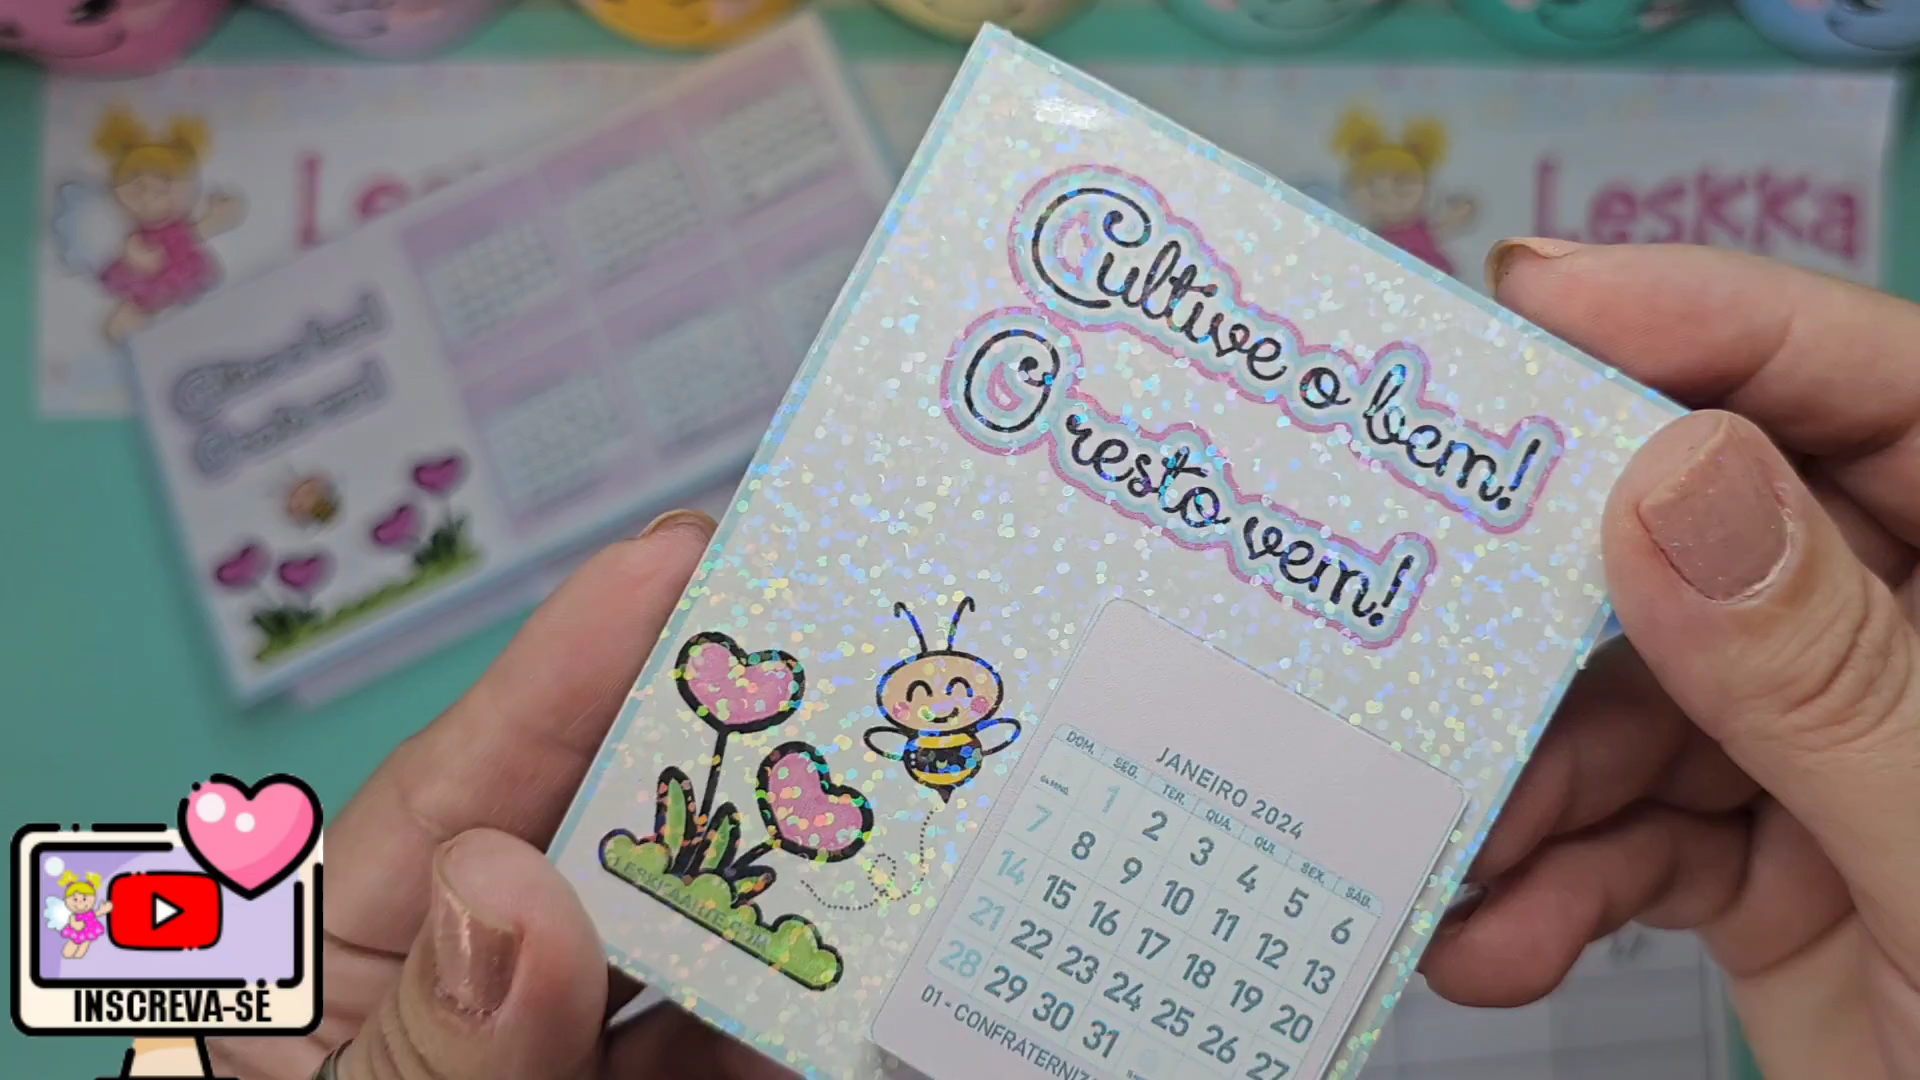 Leskka
Cultive o bem!
O resto vem!
JANEIRO 2024
DOM. SEG. TER. QUA. QUI. SEX. SÁB.
1 2 3 4 5 6
7 8 9 10 11 12 13
14 15 16 17 18 19 20
21 22 23 24 25 26 27
28 29 30 31
01 - CONFRATERNIZA
INSCREVA-SE